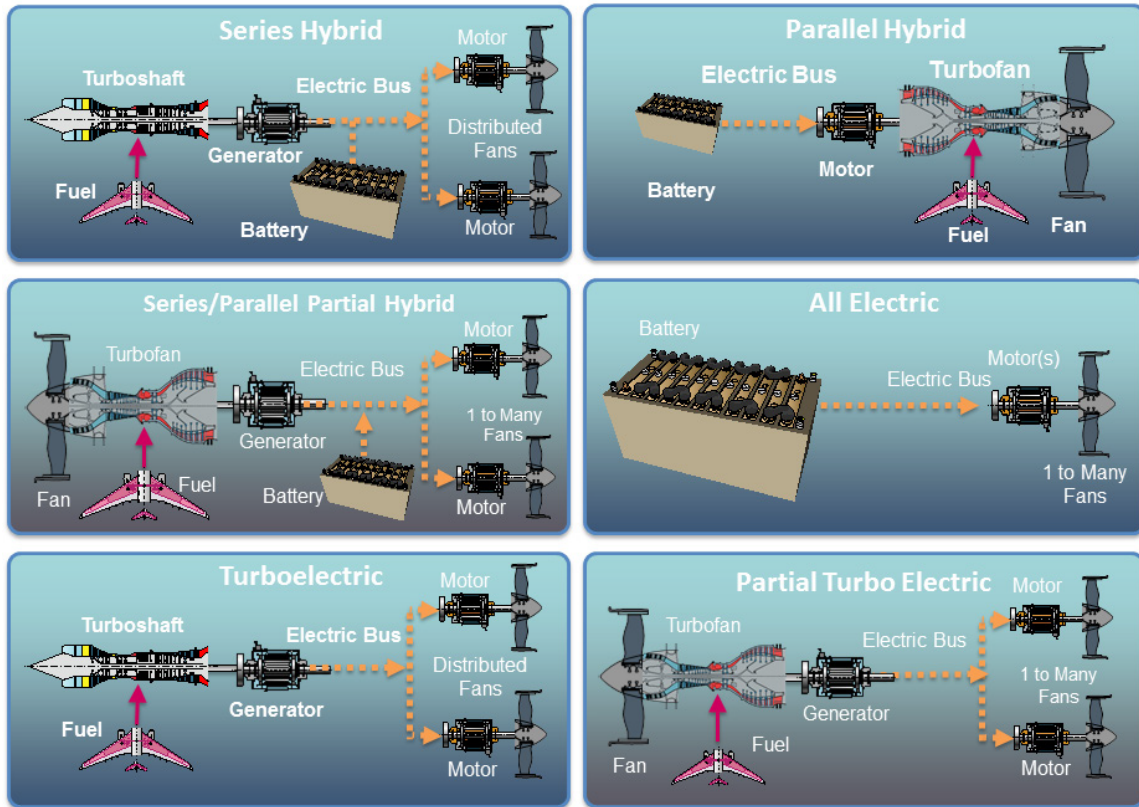 Series Hybrid
Motor
Turboshaft
Electric Bus
Distributed
Fans
Generator
Fuel
Battery
Motor
Parallel Hybrid
Electric Bus
Turbofan
Motor
Battery
Fuel
Fan
Series/Parallel Partial Hybrid
Motor
Turbofan
Electric Bus
1 to Many
Fans
Generator
Fuel
Fan
Battery
Motor
All Electric
Battery
Motor(s)
Electric Bus
1 to Many
Fans
Turboelectric
Motor
Turboshaft
Electric Bus
Distributed
Fans
Generator
Fuel
Motor
Partial Turbo Electric
Motor
Turbofan
Electric Bus
1 to Many
Fans
Generator
Fuel
Fan
Motor